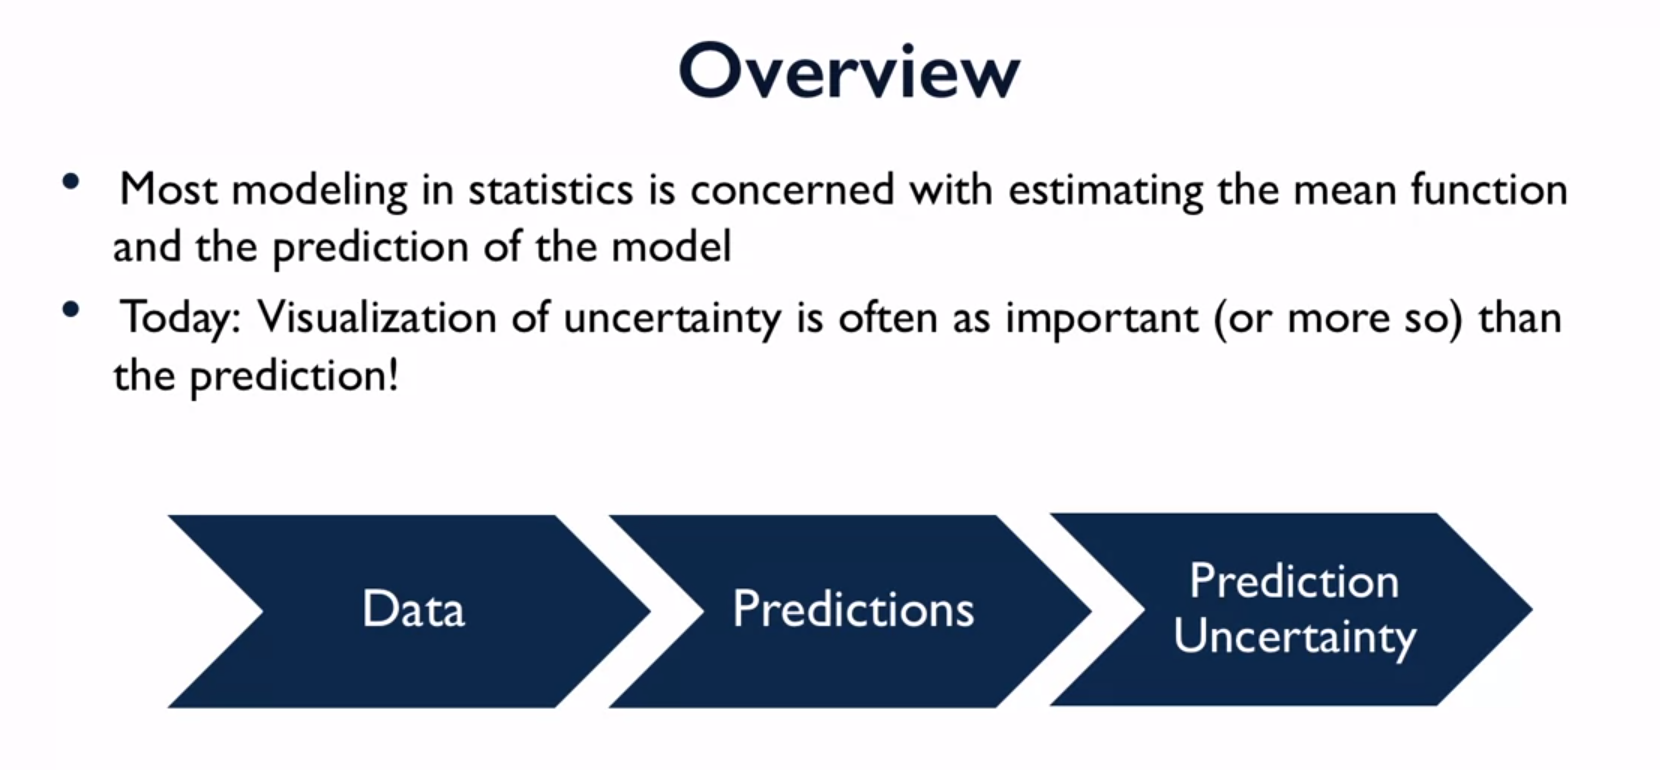 Overview
• Most modeling in statistics is concerned with estimating the mean function
and the prediction of the model
• Today: Visualization of uncertainty is often as important (or more so) than
the prediction!
Data
Predictions
Prediction
Uncertainty